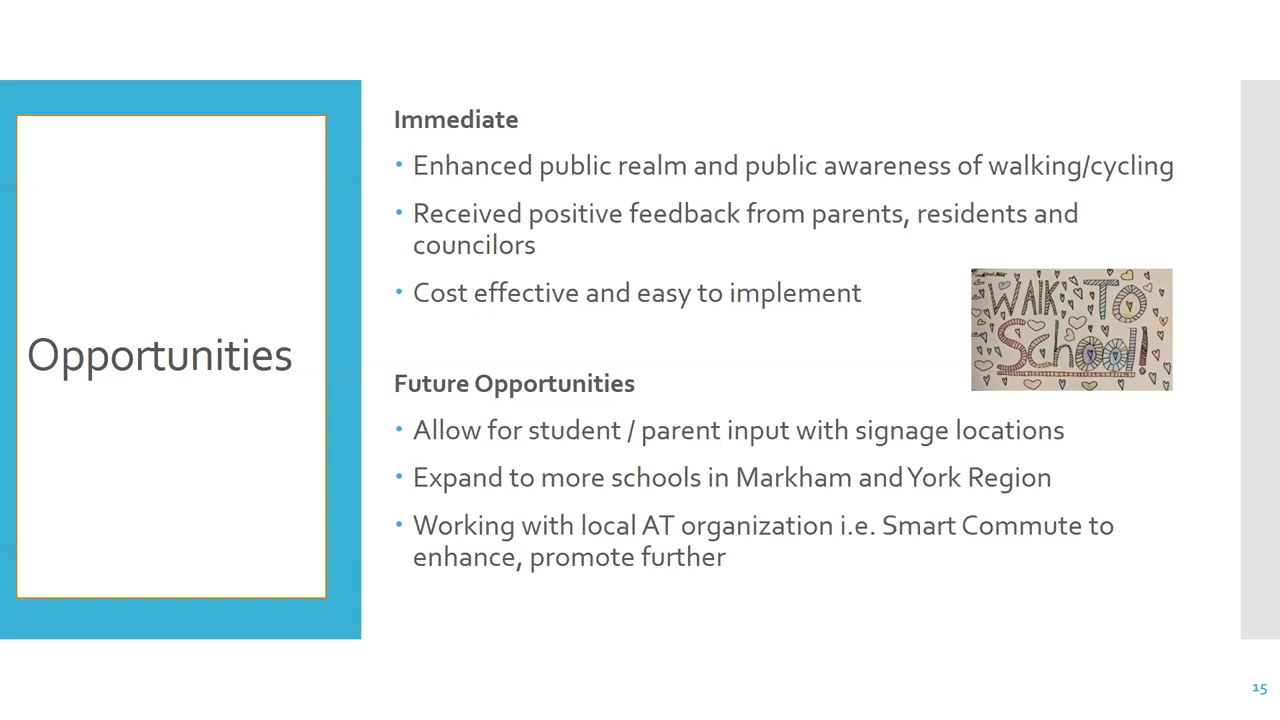 Opportunities
Immediate
• Enhanced public realm and public awareness of walking/cycling
• Received positive feedback from parents, residents and
councilors
• Cost effective and easy to implement
WALK TO
School!
Future Opportunities
• Allow for student / parent input with signage locations
• Expand to more schools in Markham and York Region
• Working with local AT organization i.e. Smart Commute to
enhance, promote further
15